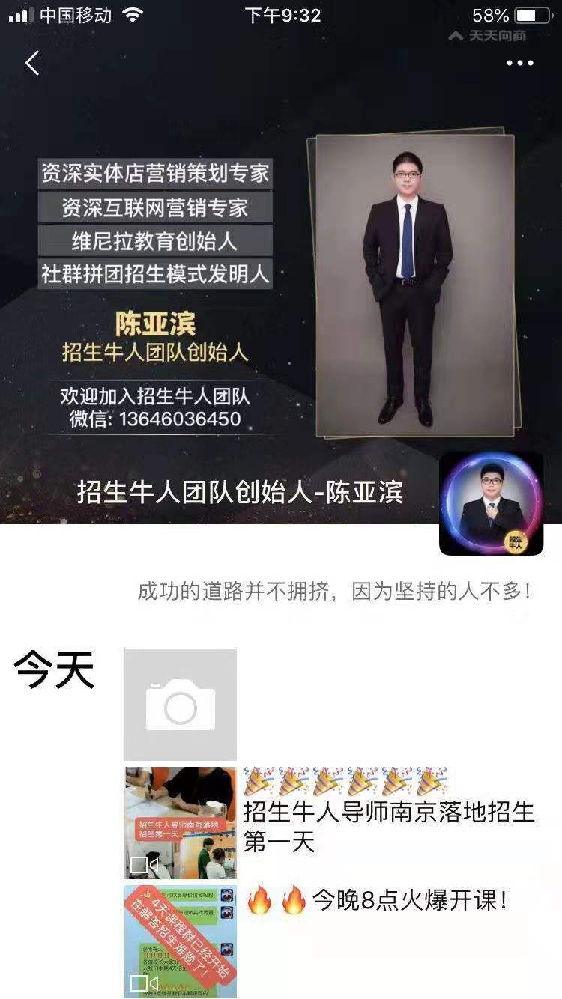 中国移动
下午9:32
58%
天天向商
资深实体店营销策划专家
资深互联网营销专家
维尼拉教育创始人
社群拼团招生模式发明人
陈亚滨
招生牛人团队创始人
欢迎加入招生牛人团队
微信: 13646036450
招生牛人团队创始人-陈亚滨
招生
牛人
成功的道路并不拥挤，因为坚持的人不多！
今天
🎉🎉🎉🎉🎉🎉
招生牛人导师南京落地招生
第一天
招生牛人导师南京落地
招生第一天
🔥🔥今晚8点火爆开课！
4天课程群已经开始
在解答招生难题了！
@所有人